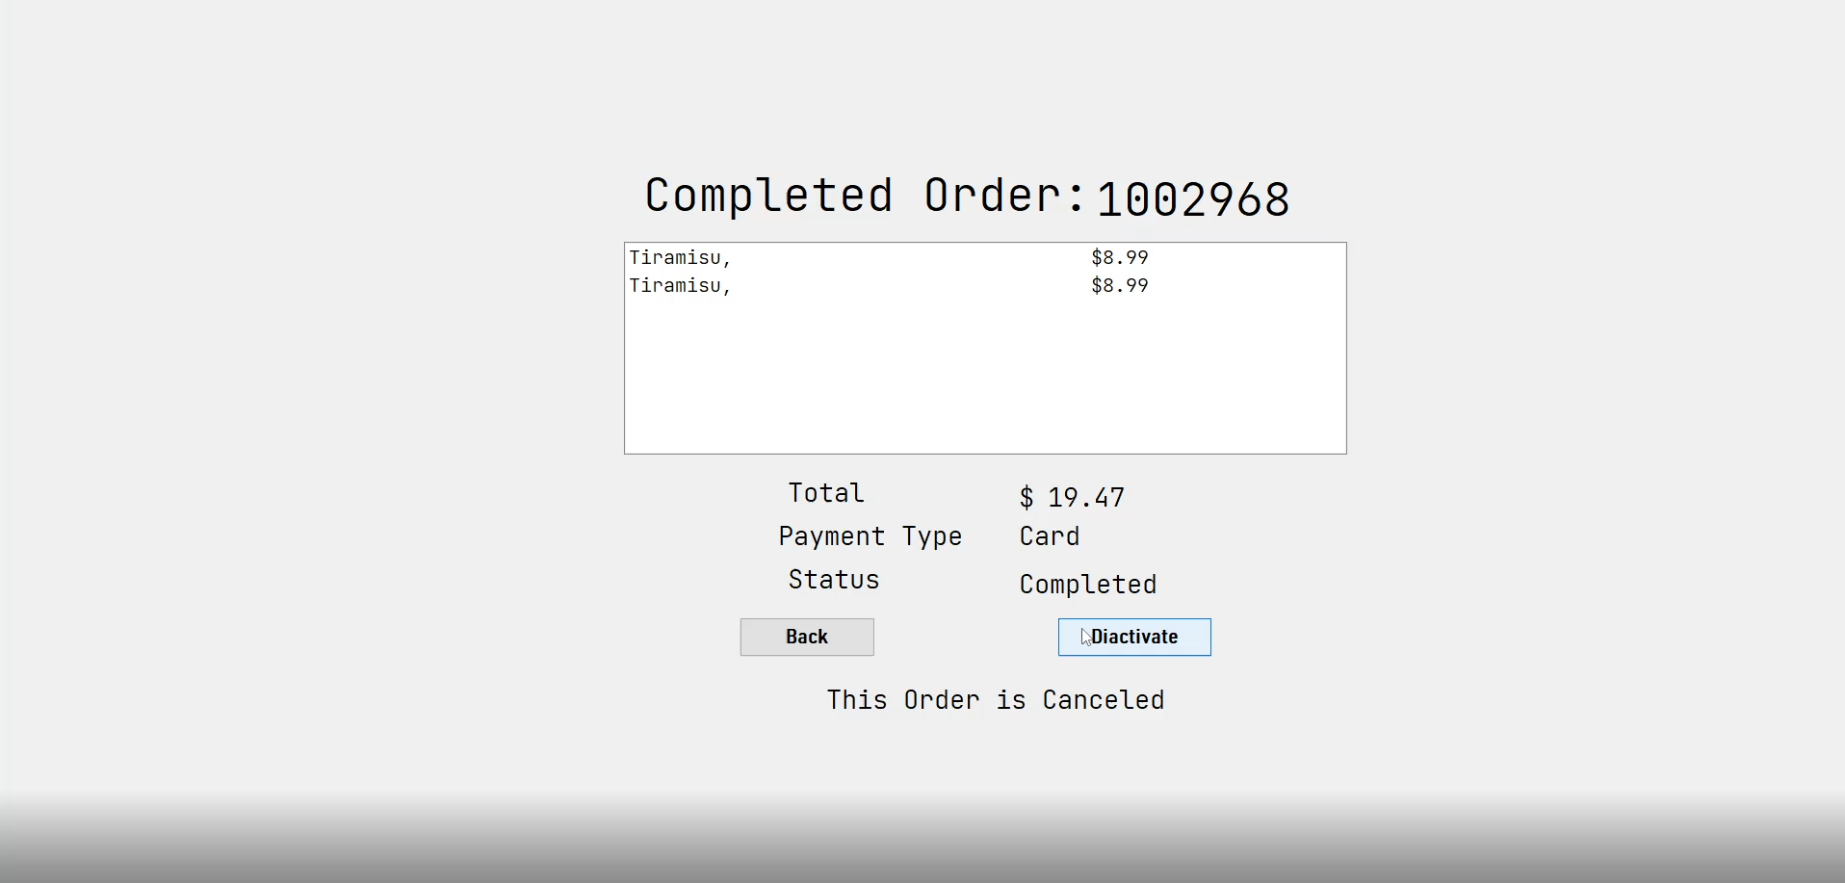 Completed Order: 1002968
Tiramisu, $8.99
Tiramisu, $8.99
Total $ 19.47
Payment Type Card
Status Completed
Back Diactivate
This Order is Canceled